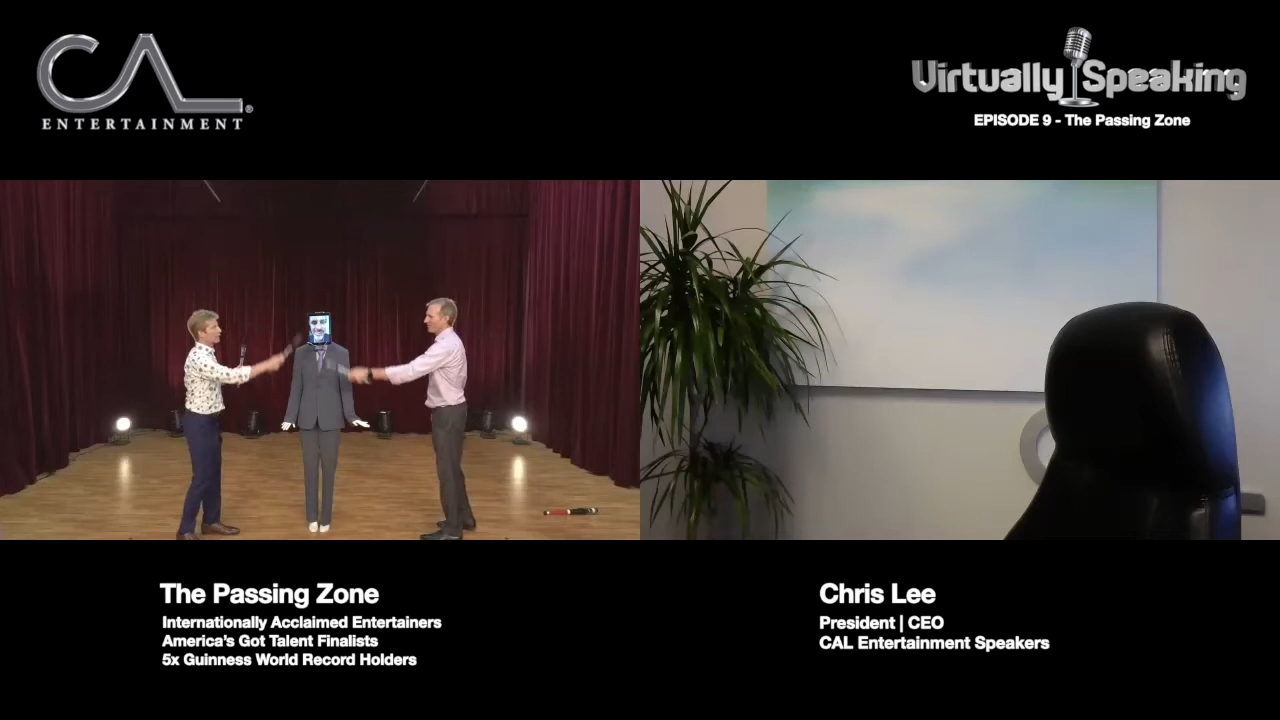 CAL®
ENTERTAINMENT
Virtually Speaking
EPISODE 9 - The Passing Zone
The Passing Zone
Internationally Acclaimed Entertainers
America's Got Talent Finalists
5x Guinness World Record Holders
Chris Lee
President | CEO
CAL Entertainment Speakers